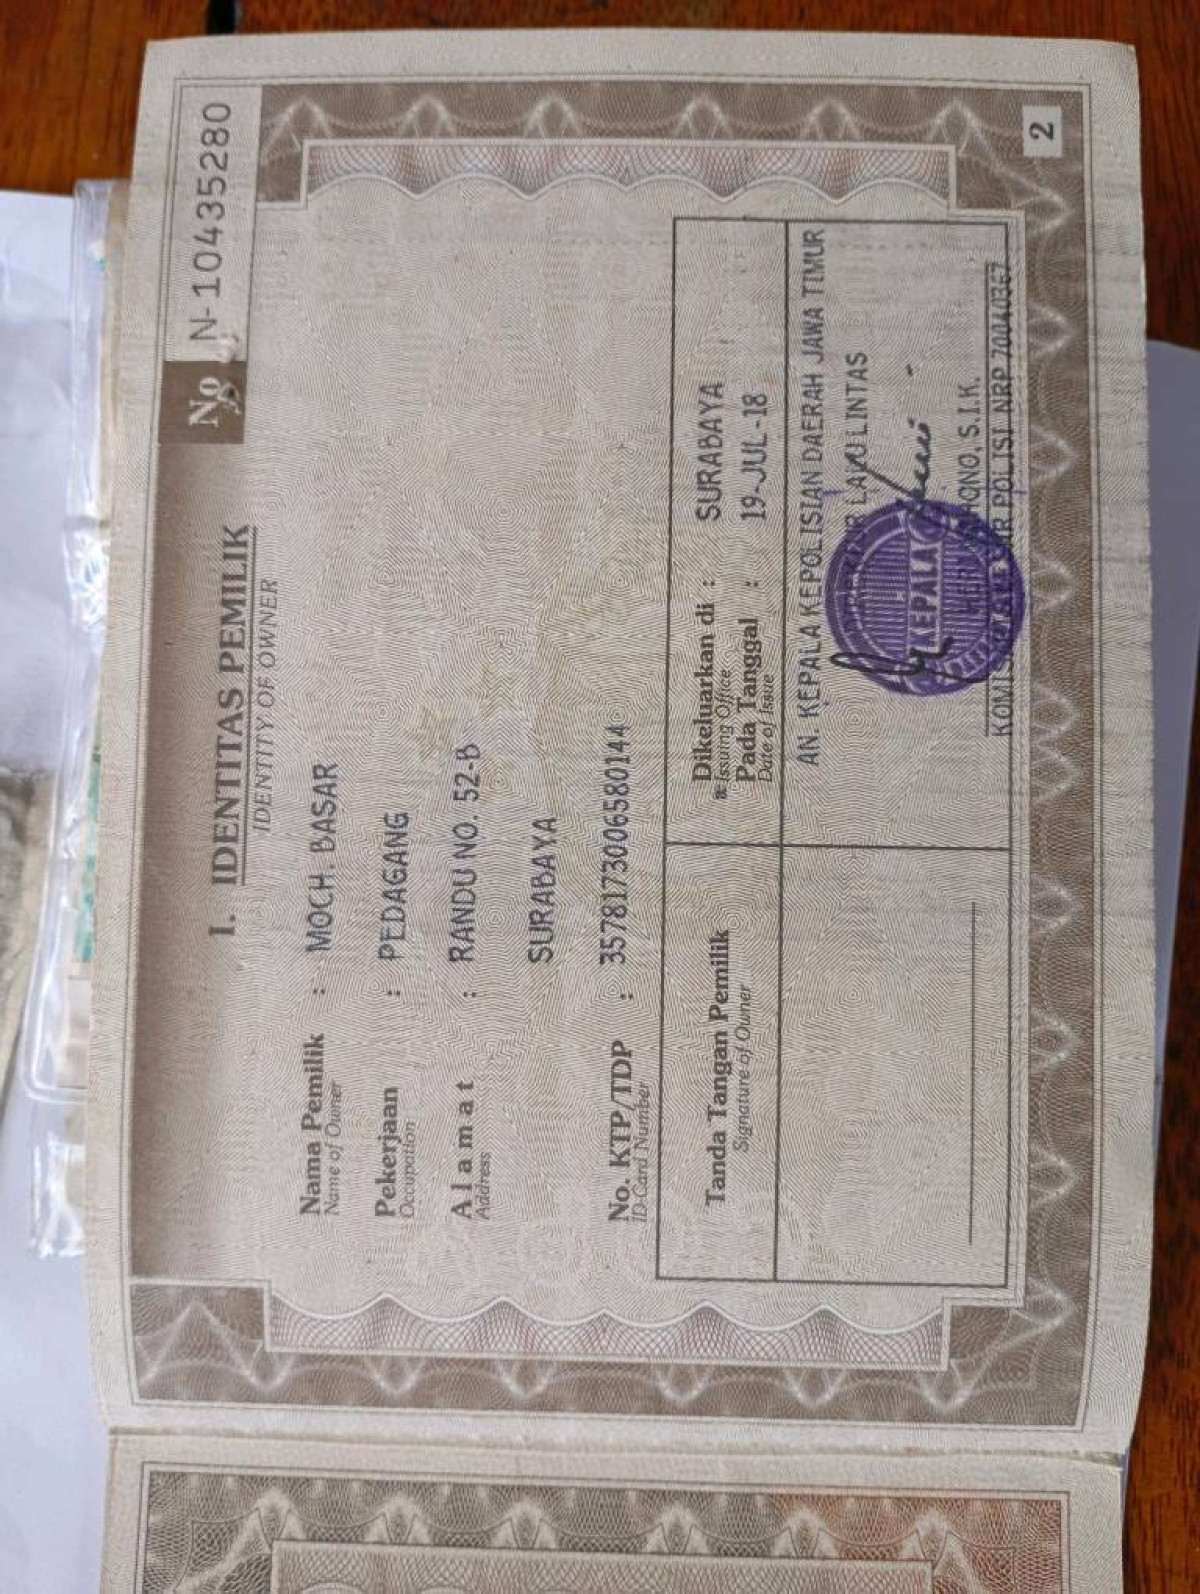 No N-10435280
I. IDENTITAS PEMILIK
IDENTITY OF OWNER
Nama Pemilik : MOCH. BASAR
Name of Owner
Pekerjaan : PEDAGANG
Occupation
Alamat : RANDU NO. 52-B
Address
SURABAYA
No. KTP/TDP : 3578173006580144
ID-Card Number
Tanda Tangan Pemilik
Signature of Owner
Dikeluarkan di : SURABAYA
Issuing Office
Pada Tanggal : 19-JUL-18
Date of Issue
AN. KEPALA KEPOLISIAN DAERAH JAWA TIMUR
LALU LINTAS
KEPALA
S.I.K.
POLISI NRP 70040367
2